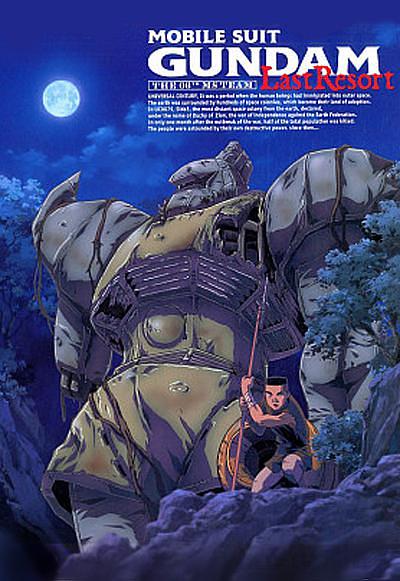 MOBILE SUIT
GUNDAM
THE 08TH MS TEAM
Last Resort
UNIVERSAL CENTURY, It was a period when the human beings had immigrated into outer space.
The earth was surrounded by hundreds of space colonies, which become their land of adoption.
In UC0079, Side3, the most distant space colony from the earth, declared,
under the name of Duchy of Zion, the war of independence against the Earth Federation.
In only one month after the outbreak of the war, half of the total population was killed.
The people were astounded by their own destructive power, since then...